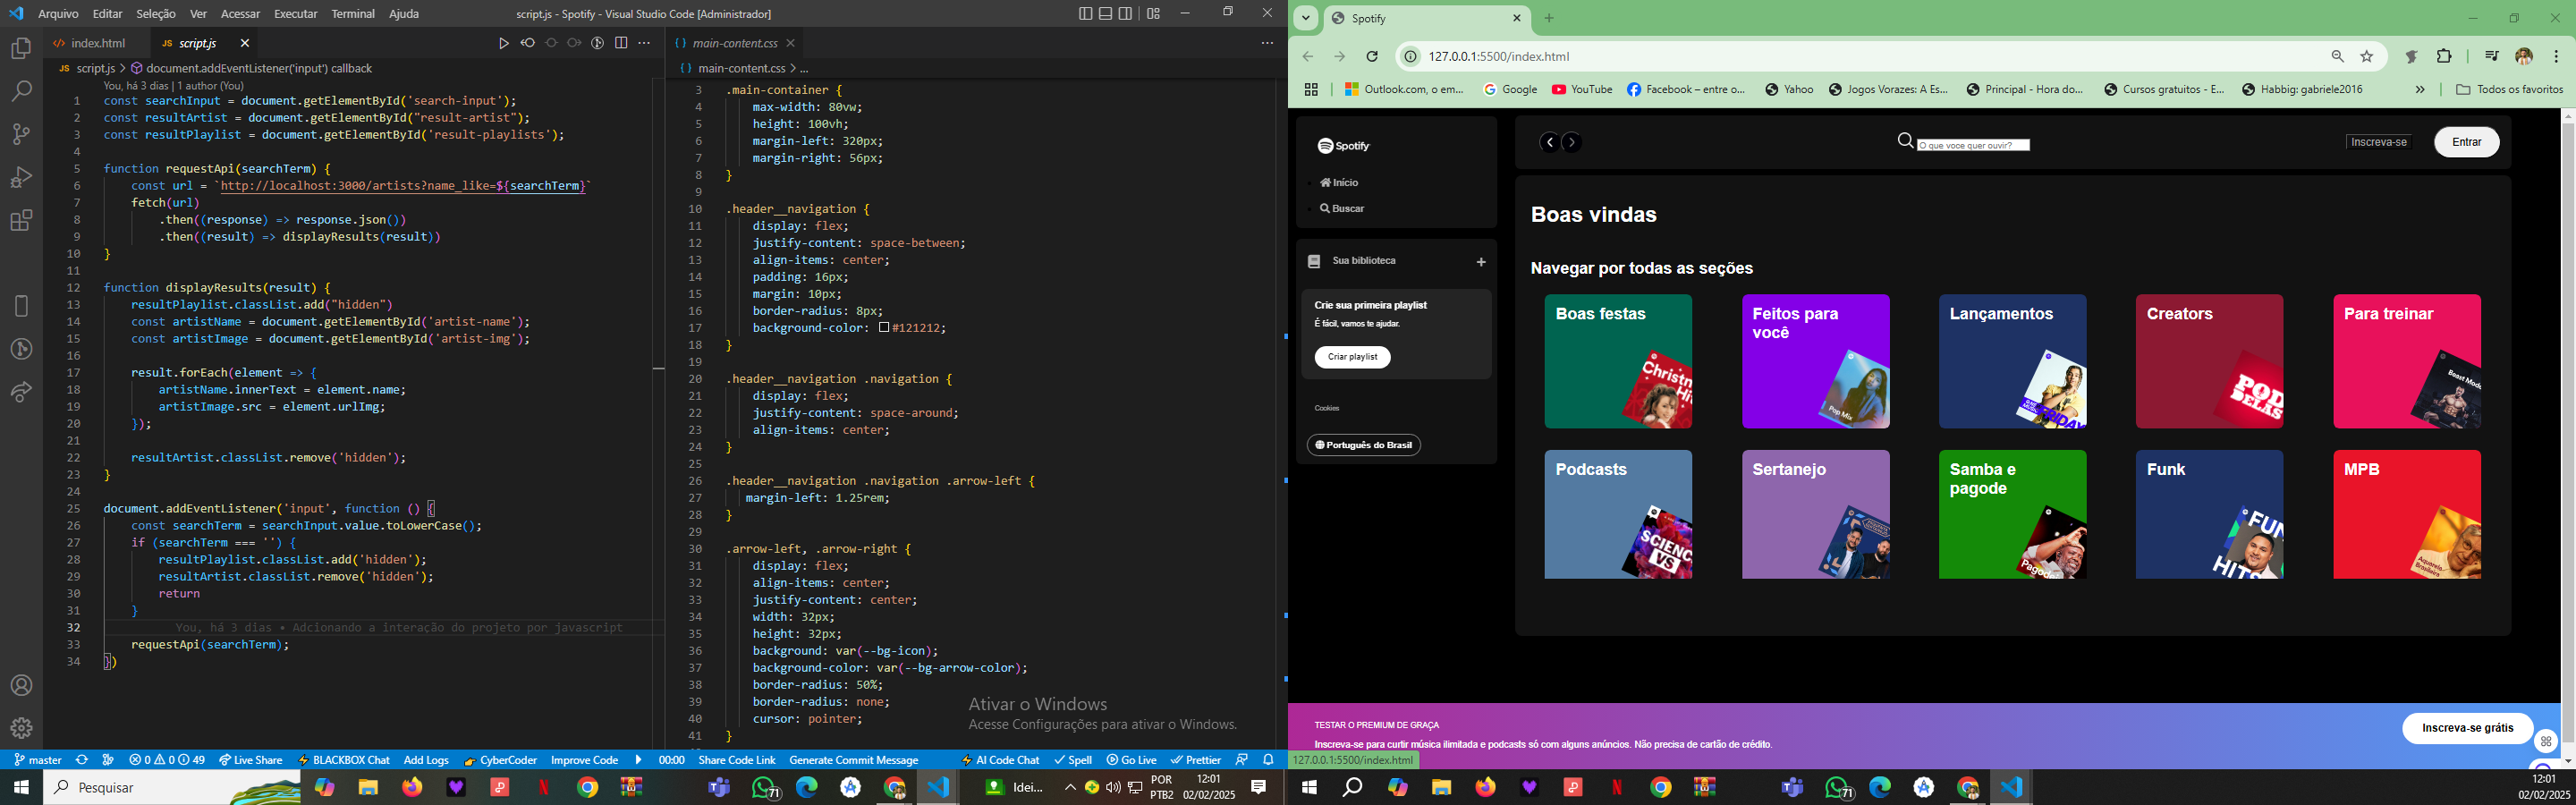 Arquivo Editar Seleção Ver Acessar Executar Terminal Ajuda
script.js - Spotify - Visual Studio Code [Administrador]
index.html
JS script.js
JS script.js > document.addEventListener('input') callback
You, há 3 dias | 1 author (You)
1 const searchInput = document.getElementById('search-input');
2 const resultArtist = document.getElementById("result-artist");
3 const resultPlaylist = document.getElementById('result-playlists');
4
5 function requestApi(searchTerm) {
6 const url = `http://localhost:3000/artists?name_like=${searchTerm}`
7 fetch(url)
8 .then((response) => response.json())
9 .then((result) => displayResults(result))
10 }
11
12 function displayResults(result) {
13 resultPlaylist.classList.add("hidden")
14 const artistName = document.getElementById('artist-name');
15 const artistImage = document.getElementById('artist-img');
16
17 result.forEach(element => {
18 artistName.innerText = element.name;
19 artistImage.src = element.urlImg;
20 });
21
22 resultArtist.classList.remove('hidden');
23 }
24
25 document.addEventListener('input', function () {
26 const searchTerm = searchInput.value.toLowerCase();
27 if (searchTerm === '') {
28 resultPlaylist.classList.add('hidden');
29 resultArtist.classList.remove('hidden');
30 return
31 }
32 You, há 3 dias • Adcionando a interação do projeto por javascript
33 requestApi(searchTerm);
34 })
main-content.css
main-content.css > ...
3 .main-container {
4 max-width: 80vw;
5 height: 100vh;
6 margin-left: 320px;
7 margin-right: 56px;
8 }
9
10 .header__navigation {
11 display: flex;
12 justify-content: space-between;
13 align-items: center;
14 padding: 16px;
15 margin: 10px;
16 border-radius: 8px;
17 background-color: #121212;
18 }
19
20 .header__navigation .navigation {
21 display: flex;
22 justify-content: space-around;
23 align-items: center;
24 }
25
26 .header__navigation .navigation .arrow-left {
27 margin-left: 1.25rem;
28 }
29
30 .arrow-left, .arrow-right {
31 display: flex;
32 align-items: center;
33 justify-content: center;
34 width: 32px;
35 height: 32px;
36 background: var(--bg-icon);
37 background-color: var(--bg-arrow-color);
38 border-radius: 50%;
39 border-radius: none;
40 cursor: pointer;
41 }
Ativar o Windows
Acesse Configurações para ativar o Windows.
master 0 0 49 Live Share BLACKBOX Chat Add Logs CyberCoder Improve Code 00:00 Share Code Link Generate Commit Message AI Code Chat Spell Go Live Prettier
Pesquisar
71
Idei...
POR
PTB2
12:01
02/02/2025
Spotify
127.0.0.1:5500/index.html
Outlook.com, o em... Google YouTube Facebook – entre o... Yahoo Jogos Vorazes: A Es... Principal - Hora do... Cursos gratuitos - E... Habbig: gabriele2016 » Todos os favoritos
Spotify
Início
Buscar
Sua biblioteca +
Crie sua primeira playlist
É fácil, vamos te ajudar.
Criar playlist
Cookies
Português do Brasil
O que voce quer ouvir?
Inscreva-se
Entrar
Boas vindas
Navegar por todas as seções
Boas festas
Feitos para
você
Pop Mix
Lançamentos
Creators
POD
DELAS
Para treinar
Beast Mode
Podcasts
SCIENCE
VS
Sertanejo
Samba e
pagode
Funk
HITS
MPB
TESTAR O PREMIUM DE GRAÇA
Inscreva-se para curtir música ilimitada e podcasts só com alguns anúncios. Não precisa de cartão de crédito.
Inscreva-se grátis
127.0.0.1:5500/index.html
71
12:01
02/02/2025